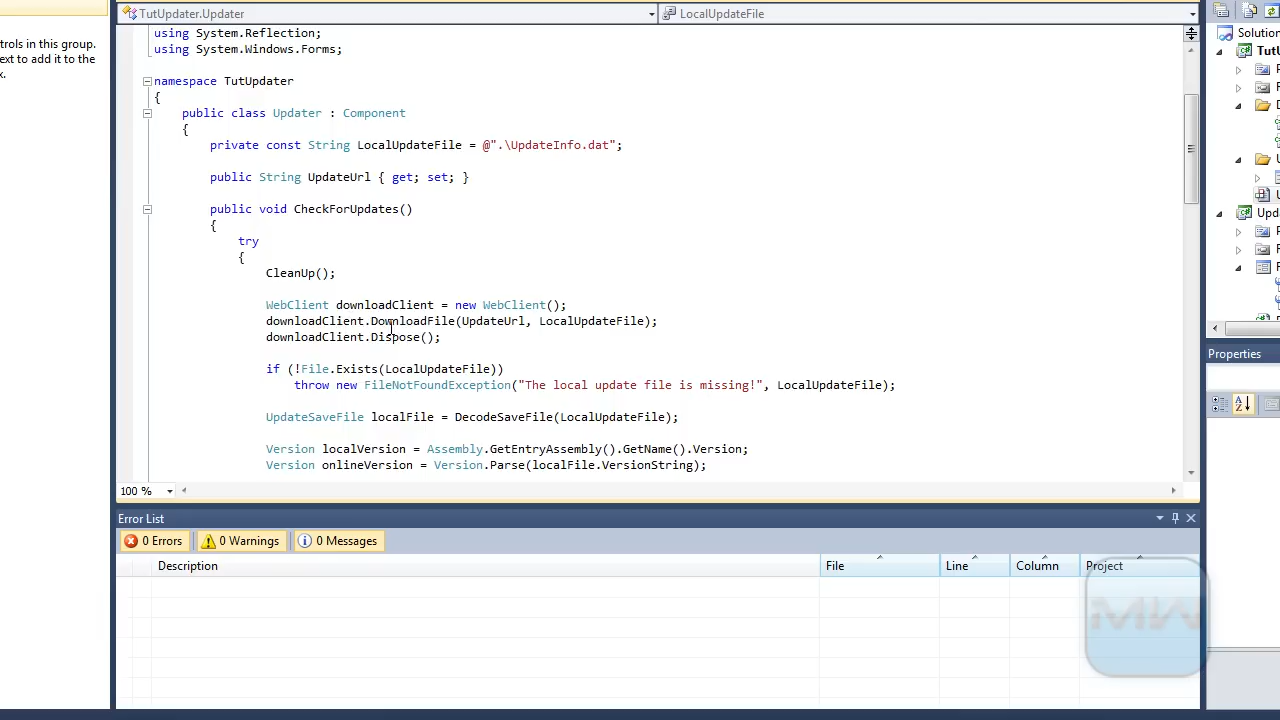 TutUpdater.Updater
LocalUpdateFile
trols in this group.
ext to add it to the
x.
using System.Reflection;
using System.Windows.Forms;
namespace TutUpdater
{
public class Updater : Component
{
private const String LocalUpdateFile = @".\UpdateInfo.dat";
public String UpdateUrl { get; set; }
public void CheckForUpdates()
{
try
{
CleanUp();
WebClient downloadClient = new WebClient();
downloadClient.DownloadFile(UpdateUrl, LocalUpdateFile);
downloadClient.Dispose();
if (!File.Exists(LocalUpdateFile))
throw new FileNotFoundException("The local update file is missing!", LocalUpdateFile);
UpdateSaveFile localFile = DecodeSaveFile(LocalUpdateFile);
Version localVersion = Assembly.GetEntryAssembly().GetName().Version;
Version onlineVersion = Version.Parse(localFile.VersionString);
100 %
Solution
TutU
Upda
Properties
Error List
0 Errors
0 Warnings
0 Messages
Description
File
Line
Column
Project
MW